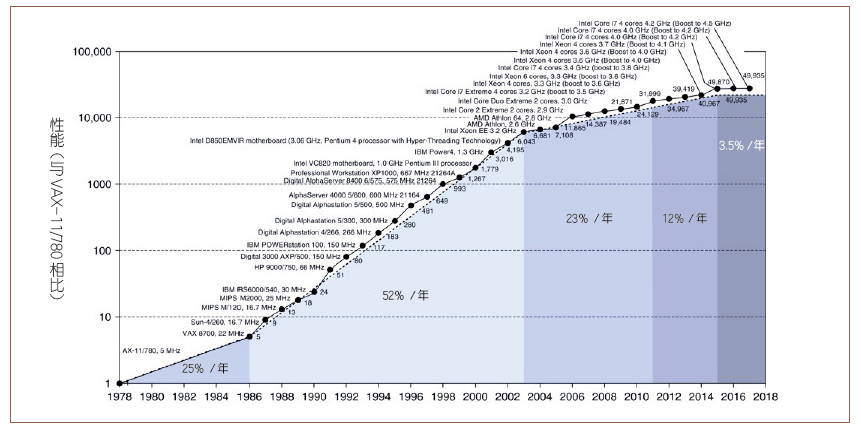 Intel Core i7 4 cores 4.2 GHz (Boost to 4.5 GHz)
Intel Core i7 4 cores 4.0 GHz (Boost to 4.2 GHz)
Intel Core i7 4 cores 4.0 GHz (Boost to 4.2 GHz)
Intel Xeon 4 cores 3.7 GHz (Boost to 4.1 GHz)
Intel Xeon 4 cores 3.6 GHz (Boost to 4.0 GHz)
Intel Xeon 4 cores 3.6 GHz (Boost to 4.0 GHz)
Intel Core i7 4 cores 3.4 GHz (boost to 3.8 GHz)
Intel Xeon 6 cores, 3.3 GHz (boost to 3.6 GHz)
Intel Xeon 4 cores, 3.3 GHz (boost to 3.6 GHz)
Intel Core i7 Extreme 4 cores 3.2 GHz (boost to 3.5 GHz)
Intel Core Duo Extreme 2 cores, 3.0 GHz
Intel Core 2 Extreme 2 cores, 2.9 GHz
AMD Athlon 64, 2.8 GHz
AMD Athlon, 2.6 GHz
Intel Xeon EE 3.2 GHz
Intel D850EMVR motherboard (3.06 GHz, Pentium 4 processor with Hyper-Threading Technology)
IBM Power4, 1.3 GHz
Intel VC820 motherboard, 1.0 GHz Pentium III processor
Professional Workstation XP1000, 667 MHz 21264A
Digital AlphaServer 8400 6/575, 575 MHz 21264
AlphaServer 4000 5/600, 600 MHz 21164
Digital Alphastation 5/500, 500 MHz
Digital Alphastation 5/300, 300 MHz
Digital Alphastation 4/266, 266 MHz
IBM POWERstation 100, 150 MHz
Digital 3000 AXP/500, 150 MHz
HP 9000/750, 66 MHz
IBM RS6000/540, 30 MHz
MIPS M2000, 25 MHz
MIPS M/120, 16.7 MHz
Sun-4/260, 16.7 MHz
VAX 8700, 22 MHz
AX-11/780, 5 MHz
5
9
13
18
24
51
80
117
183
280
481
649
993
1,267
1,779
3,016
4,195
6,043
6,681
7,108
11,865
14,387
19,484
21,871
24,129
31,999
34,967
39,419
40,967
49,870
49,935
49,935
25% /年
52% /年
23% /年
12% /年
3.5% /年
性能（与VAX-11/780相比）
100,000
10,000
1000
100
10
1
1978 1980 1982 1984 1986 1988 1990 1992 1994 1996 1998 2000 2002 2004 2006 2008 2010 2012 2014 2016 2018